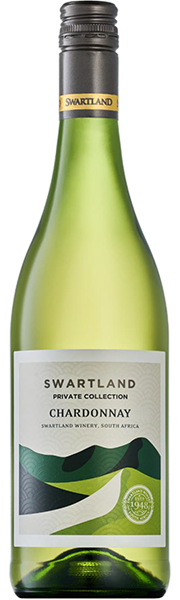 SWARTLAND
SWARTLAND
PRIVATE COLLECTION
CHARDONNAY
SWARTLAND WINERY, SOUTH AFRICA
1948